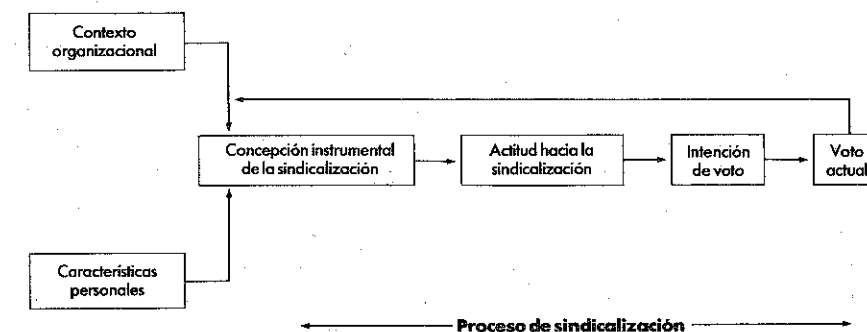 Contexto
organizacional
Concepción instrumental
de la sindicalización
Actitud hacia la
sindicalización
Intención
de voto
Voto
actual
Características
personales
Proceso de sindicalización